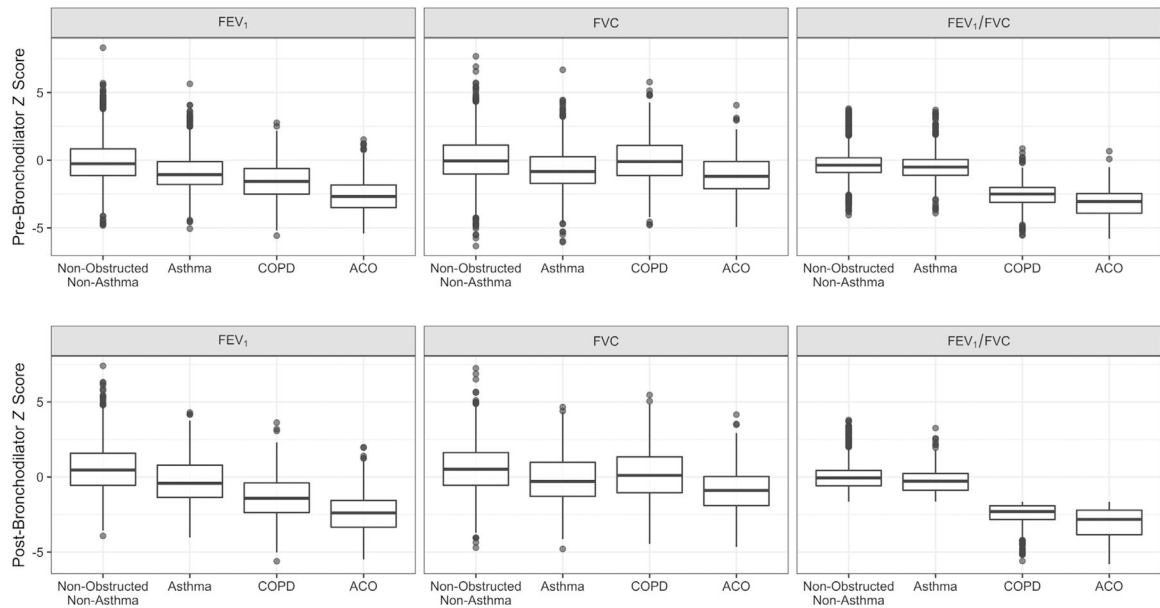 FEV₁ FVC FEV₁/FVC
Pre-Bronchodilator Z Score
5
0
-5
Non-Obstructed Asthma COPD ACO Non-Obstructed Asthma COPD ACO Non-Obstructed Asthma COPD ACO
Non-Asthma Non-Asthma Non-Asthma
FEV₁ FVC FEV₁/FVC
Post-Bronchodilator Z Score
5
0
-5
Non-Obstructed Asthma COPD ACO Non-Obstructed Asthma COPD ACO Non-Obstructed Asthma COPD ACO
Non-Asthma Non-Asthma Non-Asthma